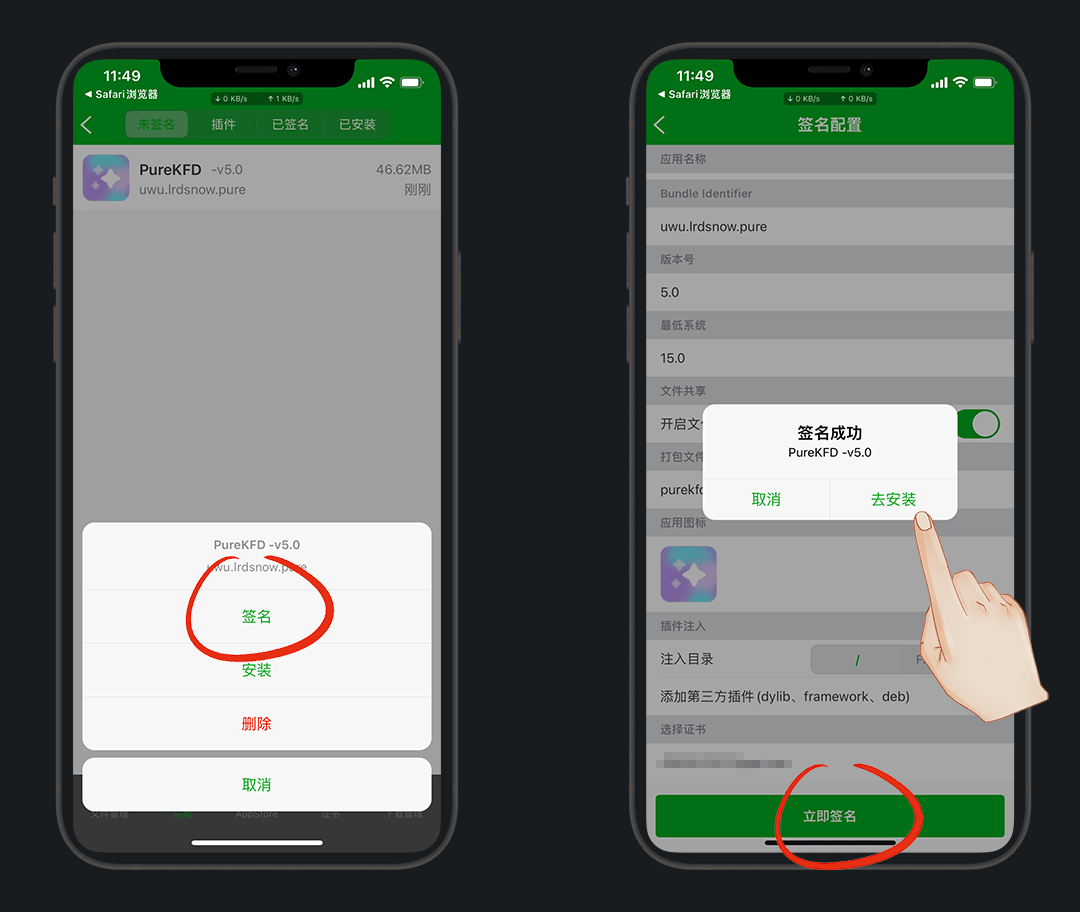 11:49
◀ Safari浏览器
↓ 0 KB/s ↑ 1 KB/s
未签名 插件 已签名 已安装
PureKFD -v5.0 46.62MB
uwu.lrdsnow.pure 刚刚
PureKFD -v5.0
uwu.lrdsnow.pure
签名
安装
删除
取消
文件管理 AppStore 证书 下载管理
11:49
◀ Safari浏览器
↓ 0 KB/s ↑ 0 KB/s
签名配置
应用名称
Bundle Identifier
uwu.lrdsnow.pure
版本号
5.0
最低系统
15.0
文件共享
开启文
签名成功
PureKFD -v5.0
打包文件
purekfd
取消 去安装
应用图标
插件注入
注入目录 /
添加第三方插件(dylib、framework、deb)
选择证书
立即签名